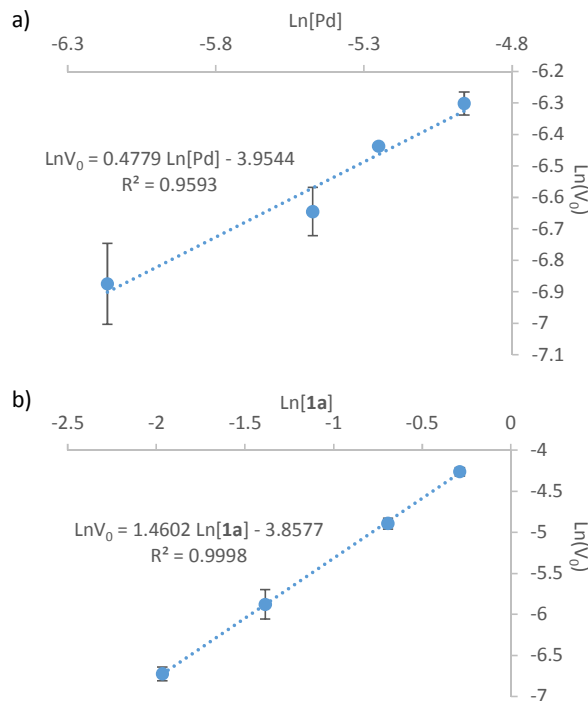 a)
Ln[Pd]
-6.3 -5.8 -5.3 -4.8
-6.2
-6.3
-6.4
-6.5
-6.6
-6.7
-6.8
-6.9
-7
-7.1
Ln(V₀)
LnV₀ = 0.4779 Ln[Pd] - 3.9544
R² = 0.9593
b)
Ln[1a]
-2.5 -2 -1.5 -1 -0.5 0
-4
-4.5
-5
-5.5
-6
-6.5
-7
Ln(V₀)
LnV₀ = 1.4602 Ln[1a] - 3.8577
R² = 0.9998